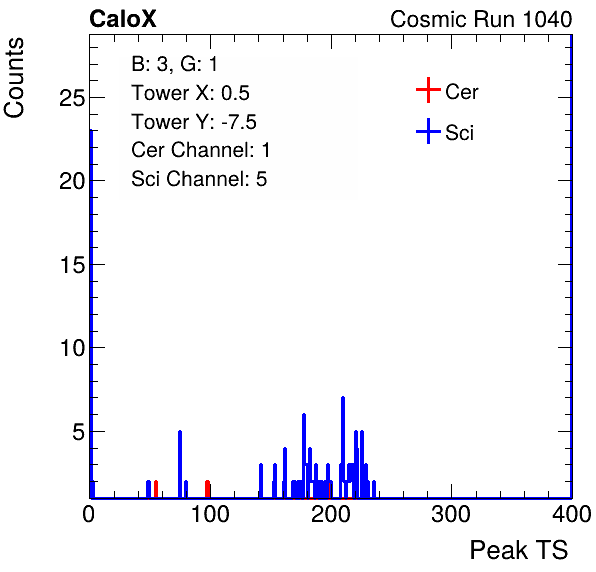 CaloX
Cosmic Run 1040
B: 3, G: 1
Tower X: 0.5
Tower Y: -7.5
Cer Channel: 1
Sci Channel: 5
Cer
Sci
Counts
25
20
15
10
5
0 100 200 300 400
Peak TS